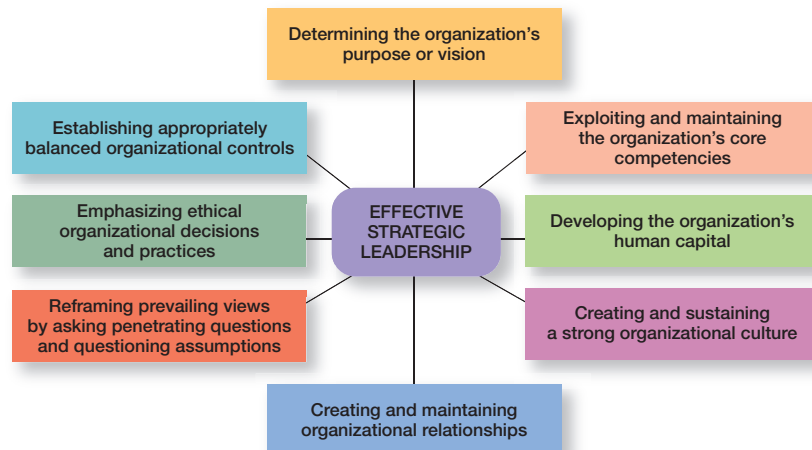 Determining the organization's
purpose or vision
Establishing appropriately
balanced organizational controls
Exploiting and maintaining
the organization's core
competencies
Emphasizing ethical
organizational decisions
and practices
EFFECTIVE
STRATEGIC
LEADERSHIP
Developing the organization's
human capital
Reframing prevailing views
by asking penetrating questions
and questioning assumptions
Creating and sustaining
a strong organizational culture
Creating and maintaining
organizational relationships